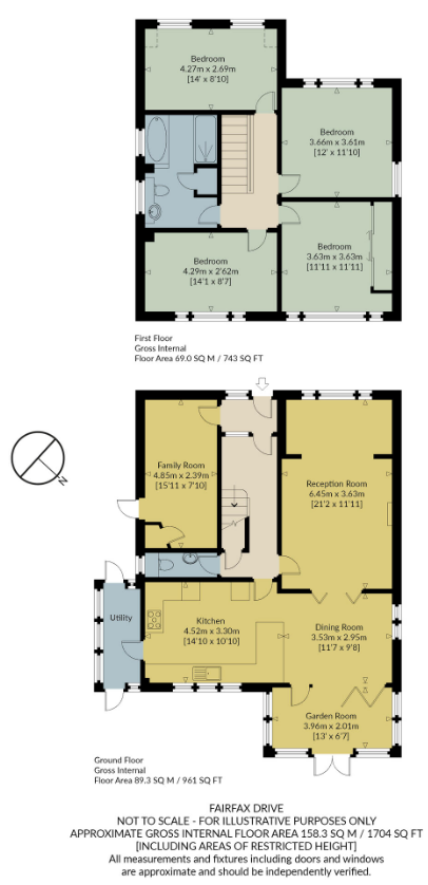 Bedroom
4.27m x 2.69m
[14' x 8'10]
Bedroom
3.66m x 3.61m
[12' x 11'10]
Bedroom
4.29m x 2'62m
[14'1 x 8'7]
Bedroom
3.63m x 3.63m
[11'11 x 11'11]
First Floor
Gross Internal
Floor Area 69.0 SQ M / 743 SQ FT
N
Family Room
4.85m x 2.39m
[15'11 x 7'10]
Reception Room
6.45m x 3.63m
[21'2 x 11'11]
Utility
Kitchen
4.52m x 3.30m
[14'10 x 10'10]
Dining Room
3.53m x 2.95m
[11'7 x 9'8]
Garden Room
3.96m x 2.01m
[13' x 6'7]
Ground Floor
Gross Internal
Floor Area 89.3 SQ M / 961 SQ FT
FAIRFAX DRIVE
NOT TO SCALE - FOR ILLUSTRATIVE PURPOSES ONLY
APPROXIMATE GROSS INTERNAL FLOOR AREA 158.3 SQ M / 1704 SQ FT
[INCLUDING AREAS OF RESTRICTED HEIGHT]
All measurements and fixtures including doors and windows
are approximate and should be independently verified.